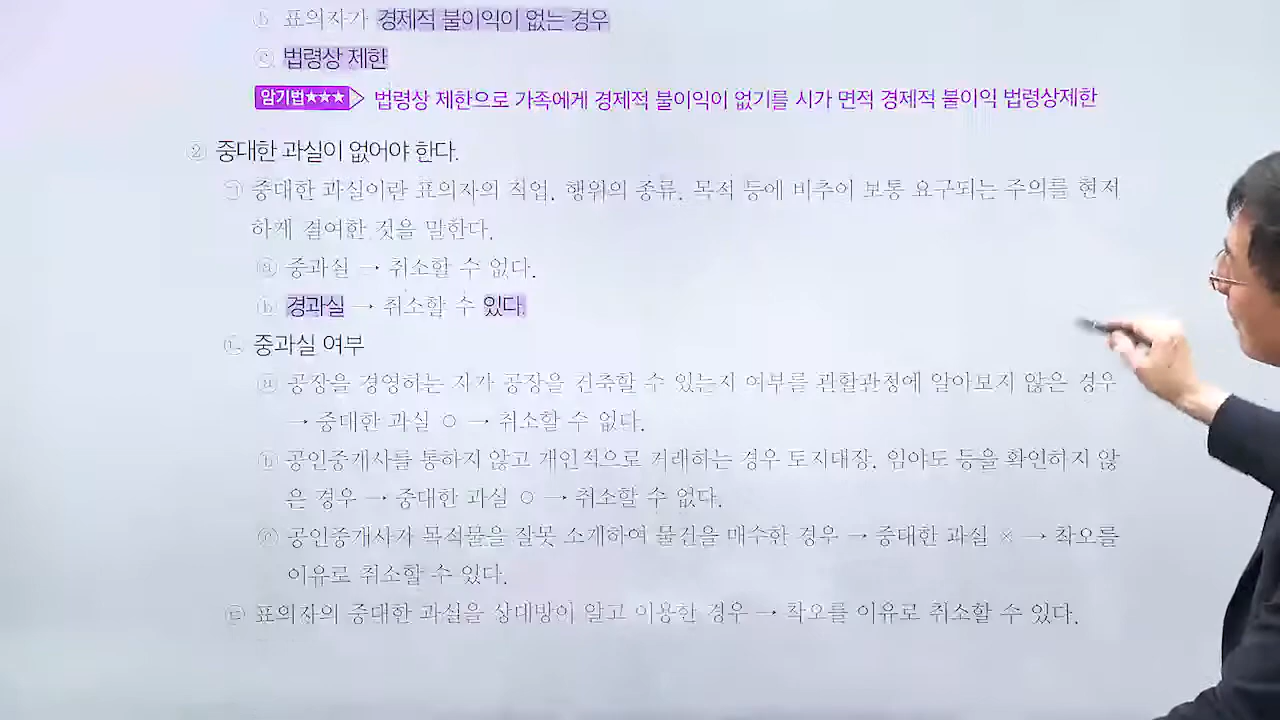 ⓑ 표의자가 경제적 불이익이 없는 경우
ⓒ 법령상 제한
암기법★★★ 법령상 제한으로 가족에게 경제적 불이익이 없기를 시가 면적 경제적 불이익 법령상제한
② 중대한 과실이 없어야 한다.
㉠ 중대한 과실이란 표의자의 직업, 행위의 종류, 목적 등에 비추어 보통 요구되는 주의를 현저
하게 결여한 것을 말한다.
ⓐ 중과실 → 취소할 수 없다.
ⓑ 경과실 → 취소할 수 있다.
㉡ 중과실 여부
ⓐ 공장을 경영하는 자가 공장을 건축할 수 있는지 여부를 관할관청에 알아보지 않은 경우
→ 중대한 과실 ○ → 취소할 수 없다.
ⓑ 공인중개사를 통하지 않고 개인적으로 거래하는 경우 토지대장, 임야도 등을 확인하지 않
은 경우 → 중대한 과실 ○ → 취소할 수 없다.
ⓒ 공인중개사가 목적물을 잘못 소개하여 물건을 매수한 경우 → 중대한 과실 × → 착오를
이유로 취소할 수 있다.
㉢ 표의자의 중대한 과실을 상대방이 알고 이용한 경우 → 착오를 이유로 취소할 수 있다.